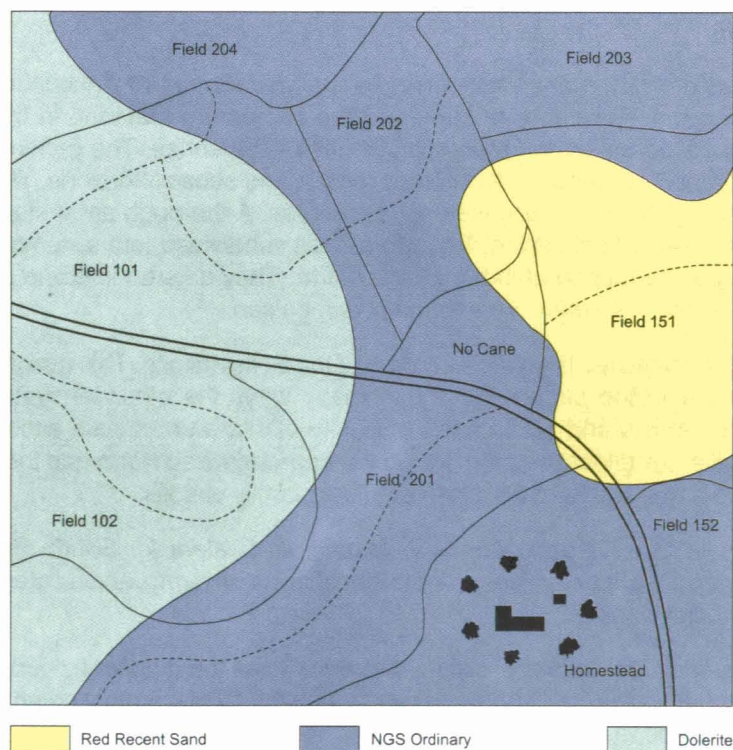 Field 204
Field 203
Field 202
Field 101
Field 151
No Cane
Field 201
Field 102
Field 152
Homestead
Red Recent Sand
NGS Ordinary
Dolerite